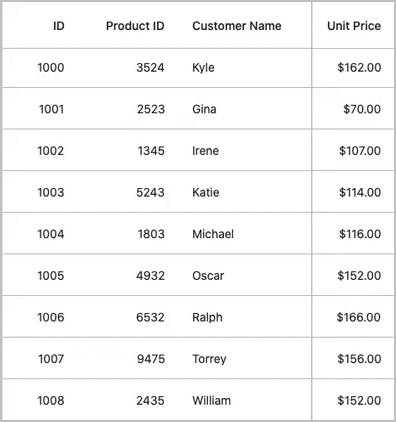 ID Product ID Customer Name Unit Price
1000 3524 Kyle $162.00
1001 2523 Gina $70.00
1002 1345 Irene $107.00
1003 5243 Katie $114.00
1004 1803 Michael $116.00
1005 4932 Oscar $152.00
1006 6532 Ralph $166.00
1007 9475 Torrey $156.00
1008 2435 William $152.00